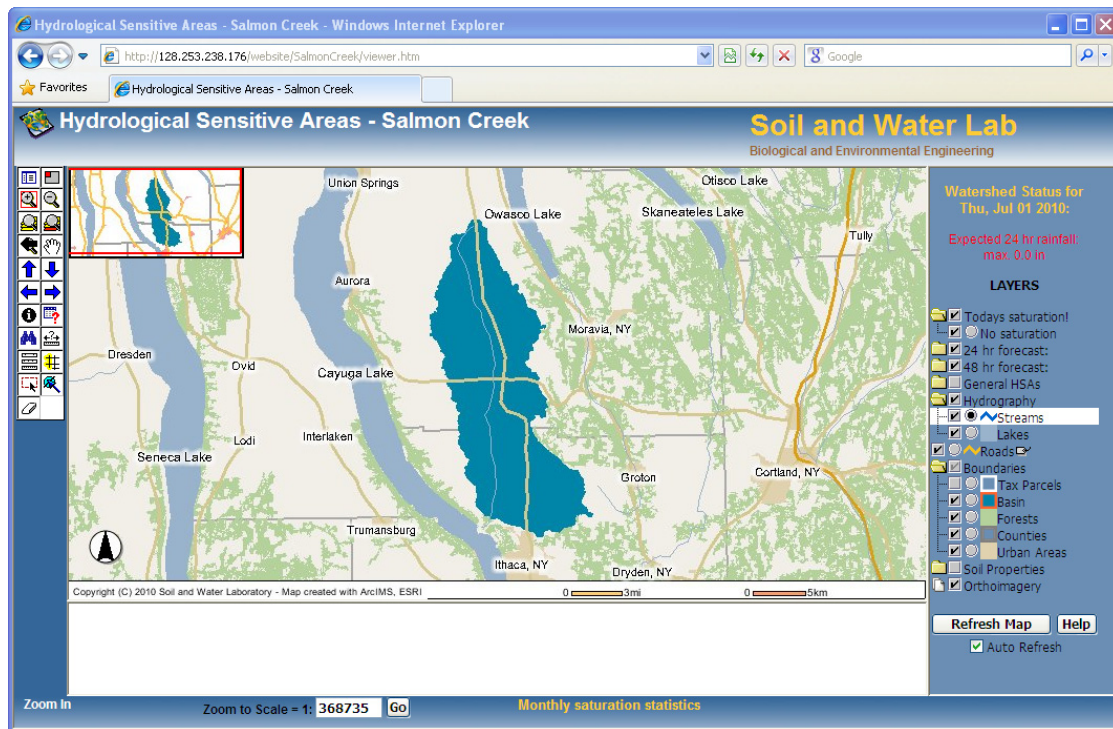 Hydrological Sensitive Areas - Salmon Creek - Windows Internet Explorer
http://128.253.238.176/website/SalmonCreek/viewer.htm
Google
Favorites
Hydrological Sensitive Areas - Salmon Creek
Hydrological Sensitive Areas - Salmon Creek
Soil and Water Lab
Biological and Environmental Engineering
Union Springs
Otisco Lake
Owasco Lake
Skaneateles Lake
Tully
Aurora
Moravia, NY
Dresden
Ovid
Cayuga Lake
Interlaken
Lodi
Seneca Lake
Groton
Cortland, NY
Trumansburg
Ithaca, NY
Dryden, NY
Copyright (C) 2010 Soil and Water Laboratory - Map created with ArcIMS, ESRI
0 3mi
0 5km
Watershed Status for
Thu, Jul 01 2010:
Expected 24 hr rainfall:
max. 0.0 in
LAYERS
Todays saturation!
No saturation
24 hr forecast:
48 hr forecast:
General HSAs
Hydrography
Streams
Lakes
Roads
Boundaries
Tax Parcels
Basin
Forests
Counties
Urban Areas
Soil Properties
Orthoimagery
Refresh Map Help
Auto Refresh
Zoom In
Zoom to Scale = 1: 368735 Go
Monthly saturation statistics